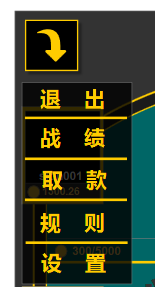 退 出
战 绩
取 款
规 则
设 置
300/5000